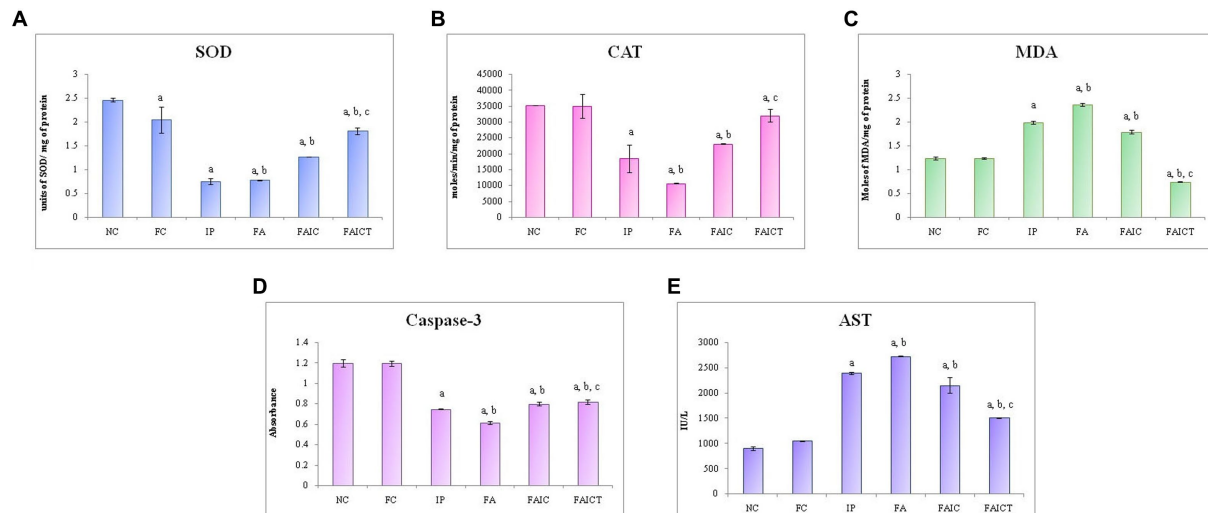 A
SOD
units of SOD/ mg of protein
3
2.5
2
1.5
1
0.5
0
a
a
a, b
a, b
a, b, c
NC FC IP FA FAIC FAICT
B
CAT
moles/min/mg of protein
45000
40000
35000
30000
25000
20000
15000
10000
5000
0
a
a, b
a, b
a, c
NC FC IP FA FAIC FAICT
C
MDA
Moles of MDA/mg of protein
3
2.5
2
1.5
1
0.5
0
a
a, b
a, b
a, b, c
NC FC IP FA FAIC FAICT
D
Caspase-3
Absorbance
1.4
1.2
1
0.8
0.6
0.4
0.2
0
a
a, b
a, b
a, b, c
NC FC IP FA FAIC FAICT
E
AST
IU/L
3000
2500
2000
1500
1000
500
0
a
a, b
a, b
a, b, c
NC FC IP FA FAIC FAICT